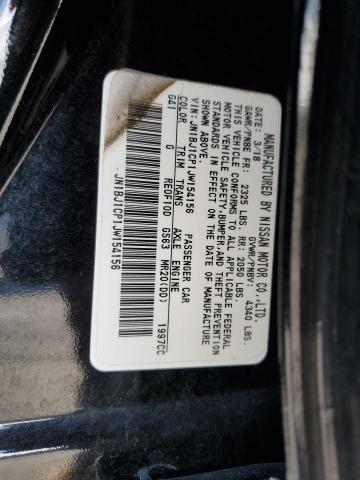 MANUFACTURED BY NISSAN MOTOR CO.,LTD.
DATE: 3/18 GVWR/PNBV: 4340 LBS.
GAWR/PNBE FR: 2325 LBS. RR: 2050 LBS.
THIS VEHICLE CONFORMS TO ALL APPLICABLE FEDERAL
MOTOR VEHICLE SAFETY,BUMPER,AND THEFT PREVENTION
STANDARDS IN EFFECT ON THE DATE OF MANUFACTURE
SHOWN ABOVE.
VIN:JN1BJ1CP1JW154156 PASSENGER CAR
COLOR TRIM TRANS AXLE ENGINE
G41 G RE0F10D GS63 MR20(DD) 1997CC
JN1BJ1CP1JW154156